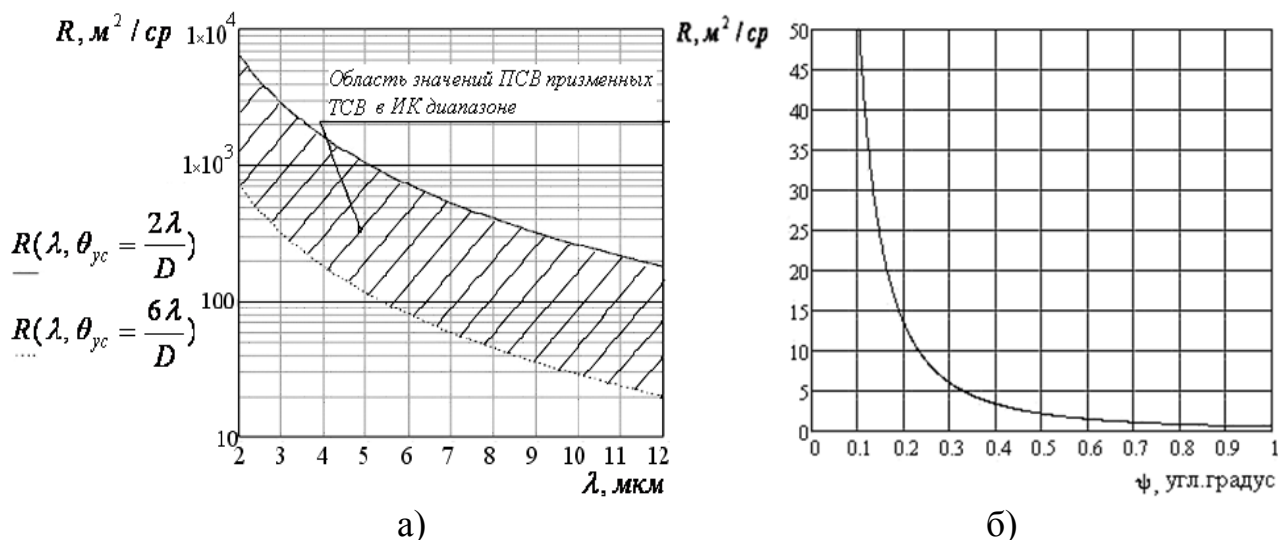 R, м² / ср
1×10⁴
Область значений ПСВ призменных
ТСВ в ИК диапазоне
1×10³
R(λ, θ_ус = 2λ/D)
100
R(λ, θ_ус = 6λ/D)
10
2 3 4 5 6 7 8 9 10 11 12
λ, мкм
а)
R, м² / ср
50
45
40
35
30
25
20
15
10
5
0
0 0.1 0.2 0.3 0.4 0.5 0.6 0.7 0.8 0.9 1
ψ, угл.градус
б)